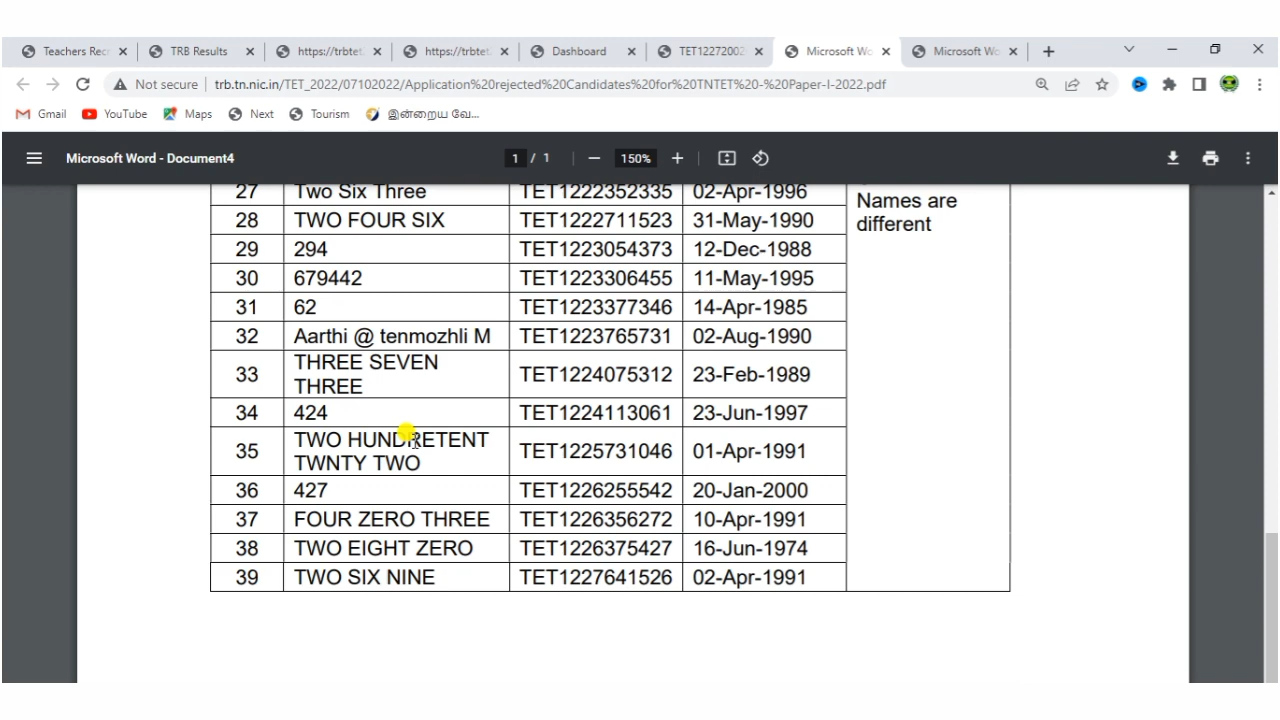 Teachers Rec
TRB Results
https://trbtet.
https://trbtet.
Dashboard
TET12272002
Microsoft Wo
Microsoft Wo
Not secure
trb.tn.nic.in/TET_2022/07102022/Application%20rejected%20Candidates%20for%20TNTET%20-%20Paper-I-2022.pdf
Gmail YouTube Maps Next Tourism இன்றைய வே...
Microsoft Word - Document4
1 / 1
150%
27 Two Six Three TET1222352335 02-Apr-1996
Names are
different
28 TWO FOUR SIX TET1222711523 31-May-1990
29 294 TET1223054373 12-Dec-1988
30 679442 TET1223306455 11-May-1995
31 62 TET1223377346 14-Apr-1985
32 Aarthi @ tenmozhli M TET1223765731 02-Aug-1990
33 THREE SEVEN
THREE TET1224075312 23-Feb-1989
34 424 TET1224113061 23-Jun-1997
35 TWO HUNDRETENT
TWNTY TWO TET1225731046 01-Apr-1991
36 427 TET1226255542 20-Jan-2000
37 FOUR ZERO THREE TET1226356272 10-Apr-1991
38 TWO EIGHT ZERO TET1226375427 16-Jun-1974
39 TWO SIX NINE TET1227641526 02-Apr-1991